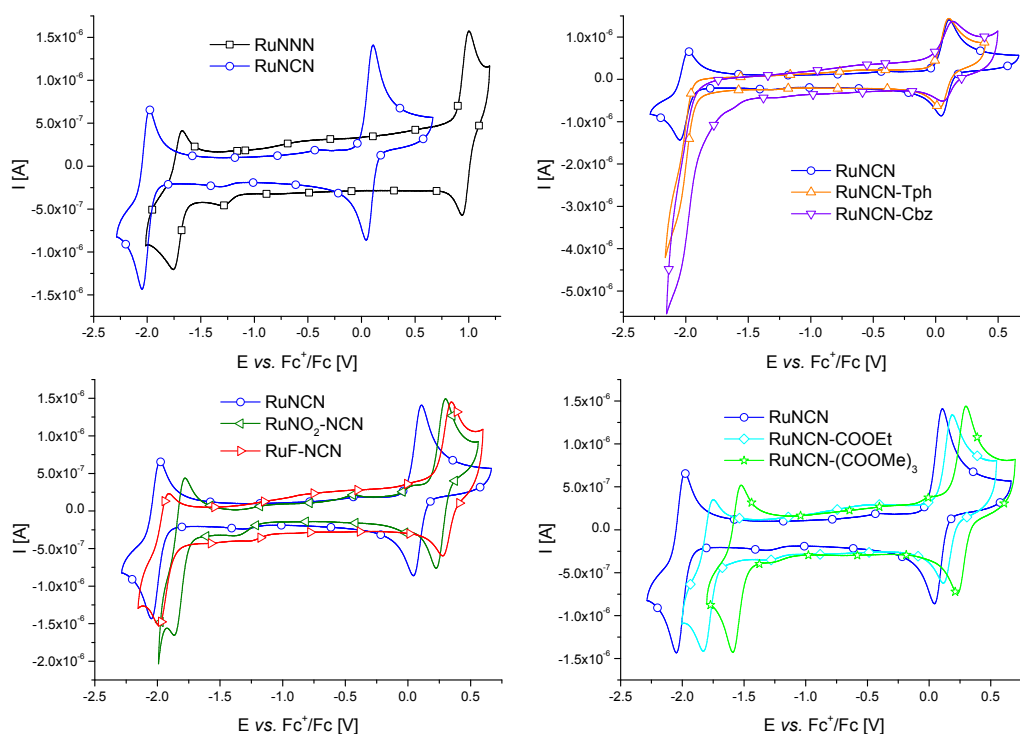 RuNNN
RuNCN
1.5x10⁻⁶
1.0x10⁻⁶
5.0x10⁻⁷
0.0
-5.0x10⁻⁷
-1.0x10⁻⁶
-1.5x10⁻⁶
I [A]
-2.5 -2.0 -1.5 -1.0 -0.5 0.0 0.5 1.0
E vs. Fc⁺/Fc [V]
1.0x10⁻⁶
0.0
-1.0x10⁻⁶
-2.0x10⁻⁶
-3.0x10⁻⁶
-4.0x10⁻⁶
-5.0x10⁻⁶
I [A]
RuNCN
RuNCN-Tph
RuNCN-Cbz
-2.5 -2.0 -1.5 -1.0 -0.5 0.0 0.5
E vs. Fc⁺/Fc [V]
RuNCN
RuNO₂-NCN
RuF-NCN
1.5x10⁻⁶
1.0x10⁻⁶
5.0x10⁻⁷
0.0
-5.0x10⁻⁷
-1.0x10⁻⁶
-1.5x10⁻⁶
-2.0x10⁻⁶
I [A]
-2.5 -2.0 -1.5 -1.0 -0.5 0.0 0.5
E vs. Fc⁺/Fc [V]
RuNCN
RuNCN-COOEt
RuNCN-(COOMe)₃
1.5x10⁻⁶
1.0x10⁻⁶
5.0x10⁻⁷
0.0
-5.0x10⁻⁷
-1.0x10⁻⁶
-1.5x10⁻⁶
I [A]
-2.5 -2.0 -1.5 -1.0 -0.5 0.0 0.5
E vs. Fc⁺/Fc [V]